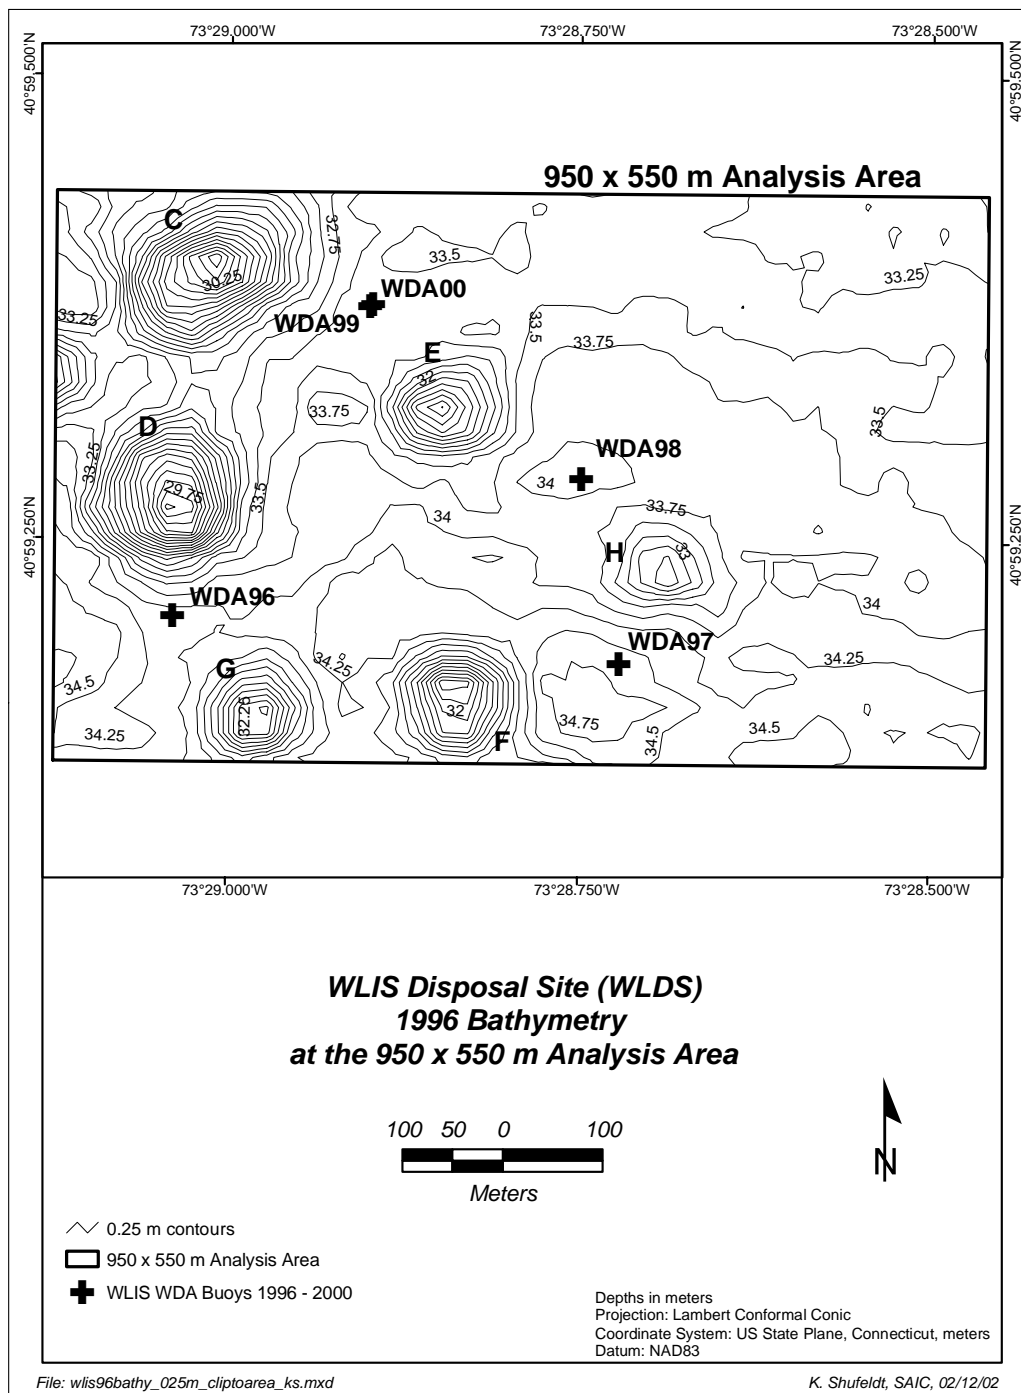 73°29.000'W
73°28.750'W
73°28.500'W
40°59.500'N
40°59.500'N
950 x 550 m Analysis Area
C
32.75
33.5
33.25
30.25
WDA00
33.25
WDA99
33.5
33.75
E
32
33.75
33.5
D
WDA98
33.25
29.75
33.5
34
34
33.75
40°59.250'N
40°59.250'N
H
33
WDA96
34
WDA97
34.25
34.25
G
34.5
32.25
32
34.75
34.5
34.5
34.25
F
73°29.000'W
73°28.750'W
73°28.500'W
WLIS Disposal Site (WLDS)
1996 Bathymetry
at the 950 x 550 m Analysis Area
100 50 0 100
Meters
N
0.25 m contours
950 x 550 m Analysis Area
WLIS WDA Buoys 1996 - 2000
Depths in meters
Projection: Lambert Conformal Conic
Coordinate System: US State Plane, Connecticut, meters
Datum: NAD83
File: wlis96bathy_025m_cliptoarea_ks.mxd
K. Shufeldt, SAIC, 02/12/02